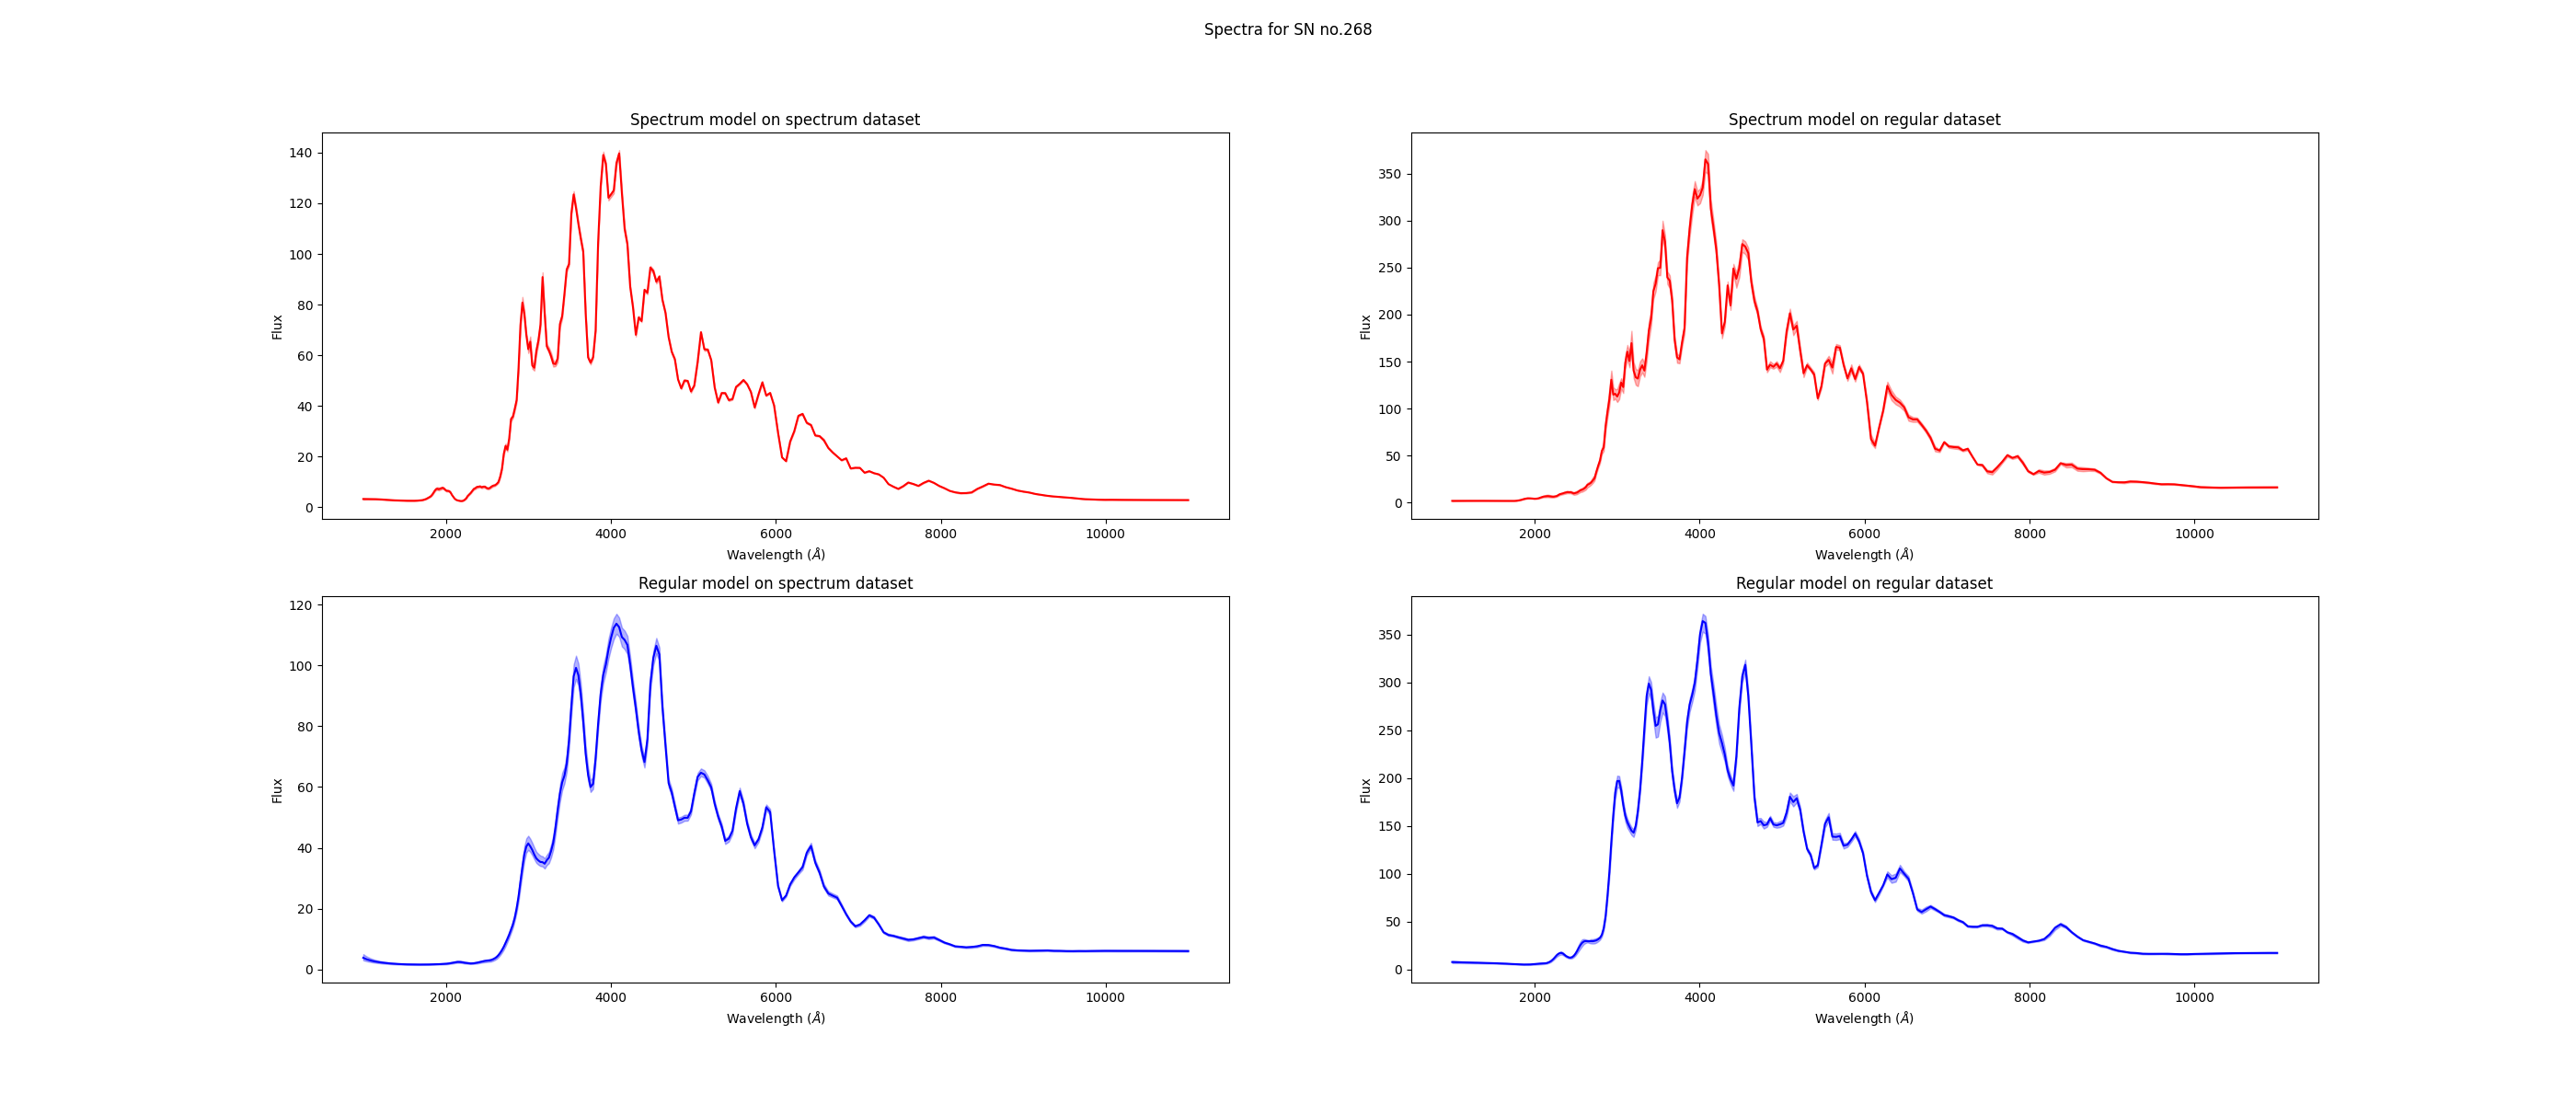 Spectra for SN no.268
Spectrum model on spectrum dataset
140
120
100
80
60
40
20
0
Flux
2000 4000 6000 8000 10000
Wavelength (Å)
Spectrum model on regular dataset
350
300
250
200
150
100
50
0
Flux
2000 4000 6000 8000 10000
Wavelength (Å)
Regular model on spectrum dataset
120
100
80
60
40
20
0
Flux
2000 4000 6000 8000 10000
Wavelength (Å)
Regular model on regular dataset
350
300
250
200
150
100
50
0
Flux
2000 4000 6000 8000 10000
Wavelength (Å)